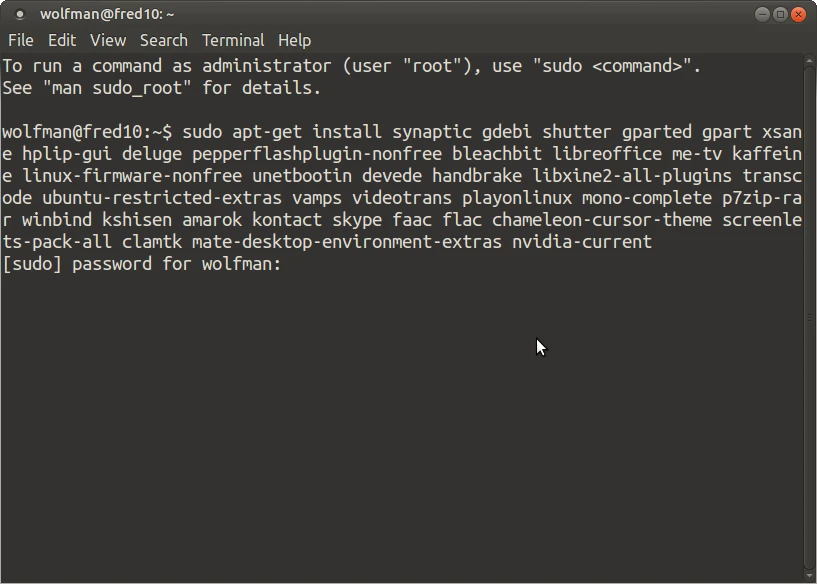 wolfman@fred10: ~
File Edit View Search Terminal Help
To run a command as administrator (user "root"), use "sudo <command>".
See "man sudo_root" for details.
wolfman@fred10:~$ sudo apt-get install synaptic gdebi shutter gparted gpart xsan
e hplip-gui deluge pepperflashplugin-nonfree bleachbit libreoffice me-tv kaffein
e linux-firmware-nonfree unetbootin devede handbrake libxine2-all-plugins transc
ode ubuntu-restricted-extras vamps videotrans playonlinux mono-complete p7zip-ra
r winbind kshisen amarok kontact skype faac flac chameleon-cursor-theme screenle
ts-pack-all clamtk mate-desktop-environment-extras nvidia-current
[sudo] password for wolfman: